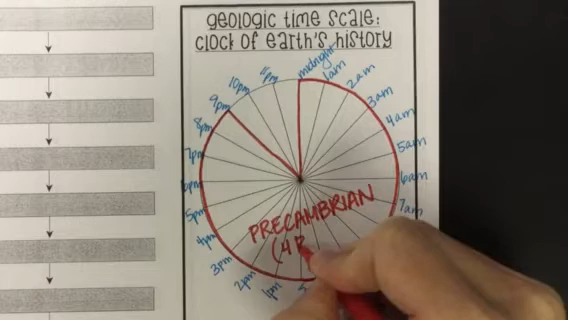 geologic time scale:
clock of earth's history
midnight
1am
2am
3am
4am
5am
6am
7am
1pm
2pm
3pm
4pm
5pm
6pm
7pm
8pm
9pm
10pm
11pm
PRECAMBRIAN
(4 B